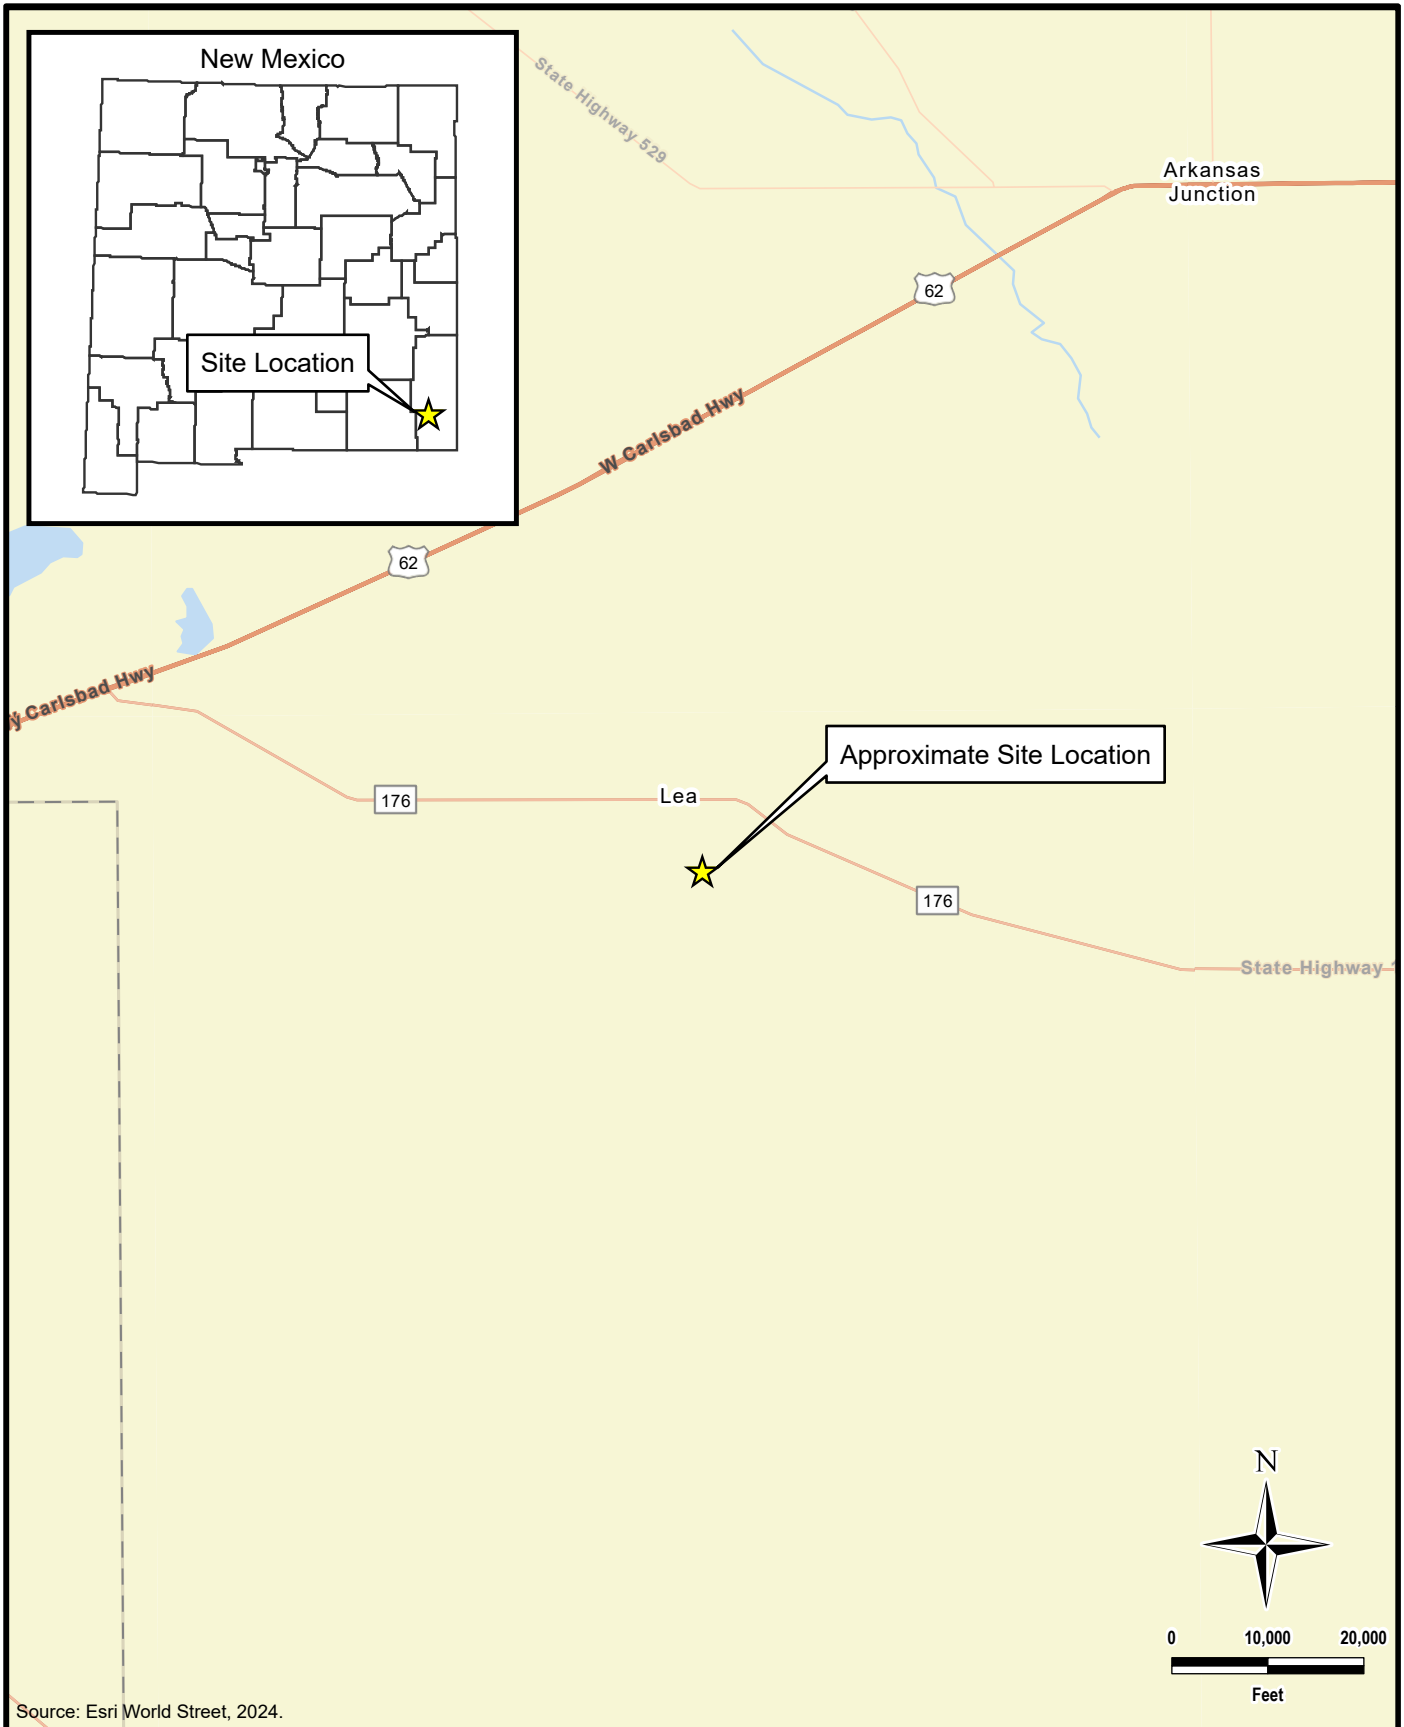 New Mexico
Site Location
State Highway 529
Arkansas
Junction
62
W Carlsbad Hwy
62
Carlsbad Hwy
Approximate Site Location
176
Lea
176
State Highway
N
0 10,000 20,000
Feet
Source: Esri World Street, 2024.